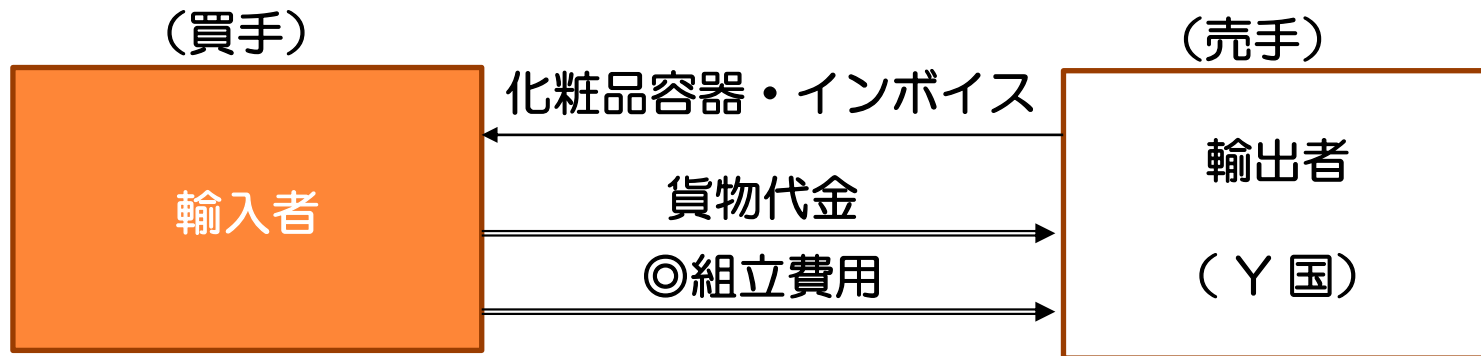 （買手）
（売手）
化粧品容器・インボイス
輸出者
輸入者
貨物代金
◎組立費用
（Ｙ国）